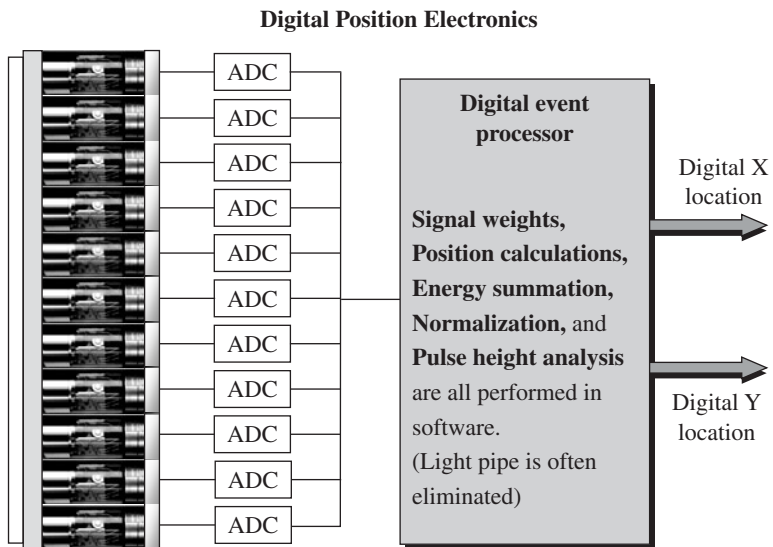 Digital Position Electronics
ADC
ADC
ADC
ADC
ADC
ADC
ADC
ADC
ADC
ADC
ADC
Digital event
processor
Signal weights,
Position calculations,
Energy summation,
Normalization, and
Pulse height analysis
are all performed in
software.
(Light pipe is often
eliminated)
Digital X
location
Digital Y
location